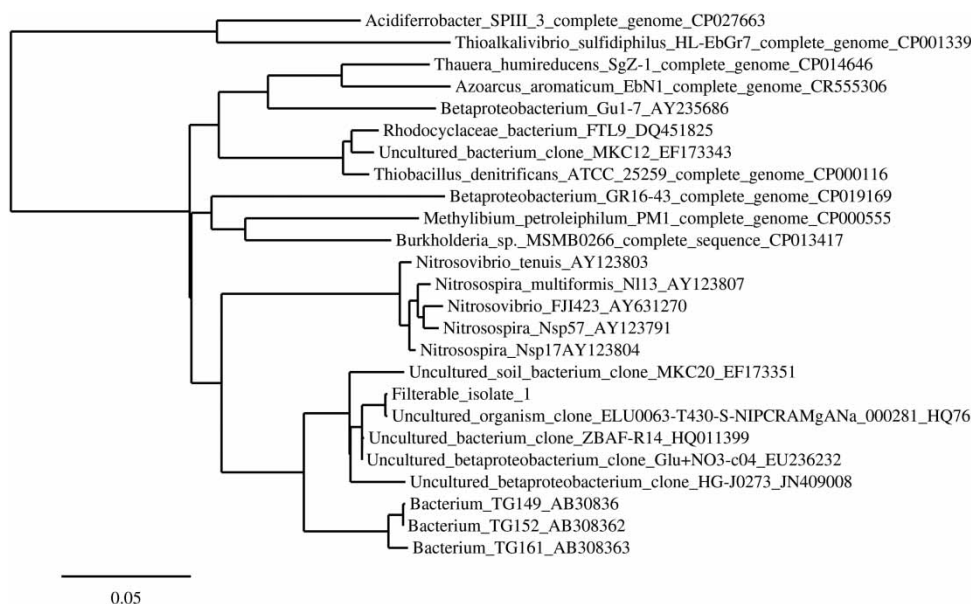 Acidiferrobacter_SPIII_3_complete_genome_CP027663
Thioalkalivibrio_sulfidiphilus_HL-EbGr7_complete_genome_CP001339
Thauera_humireducens_SgZ-1_complete_genome_CP014646
Azoarcus_aromaticum_EbN1_complete_genome_CR555306
Betaproteobacterium_Gu1-7_AY235686
Rhodocyclaceae_bacterium_FTL9_DQ451825
Uncultured_bacterium_clone_MKC12_EF173343
Thiobacillus_denitrificans_ATCC_25259_complete_genome_CP000116
Betaproteobacterium_GR16-43_complete_genome_CP019169
Methylibium_petroleiphilum_PM1_complete_genome_CP000555
Burkholderia_sp._MSMB0266_complete_sequence_CP013417
Nitrosovibrio_tenuis_AY123803
Nitrosospira_multiformis_Nl13_AY123807
Nitrosovibrio_FJI423_AY631270
Nitrosospira_Nsp57_AY123791
Nitrosospira_Nsp17AY123804
Uncultured_soil_bacterium_clone_MKC20_EF173351
Filterable_isolate_1
Uncultured_organism_clone_ELU0063-T430-S-NIPCRAMgANa_000281_HQ76
Uncultured_bacterium_clone_ZBAF-R14_HQ011399
Uncultured_betaproteobacterium_clone_Glu+NO3-c04_EU236232
Uncultured_betaproteobacterium_clone_HG-J0273_JN409008
Bacterium_TG149_AB30836
Bacterium_TG152_AB308362
Bacterium_TG161_AB308363
0.05